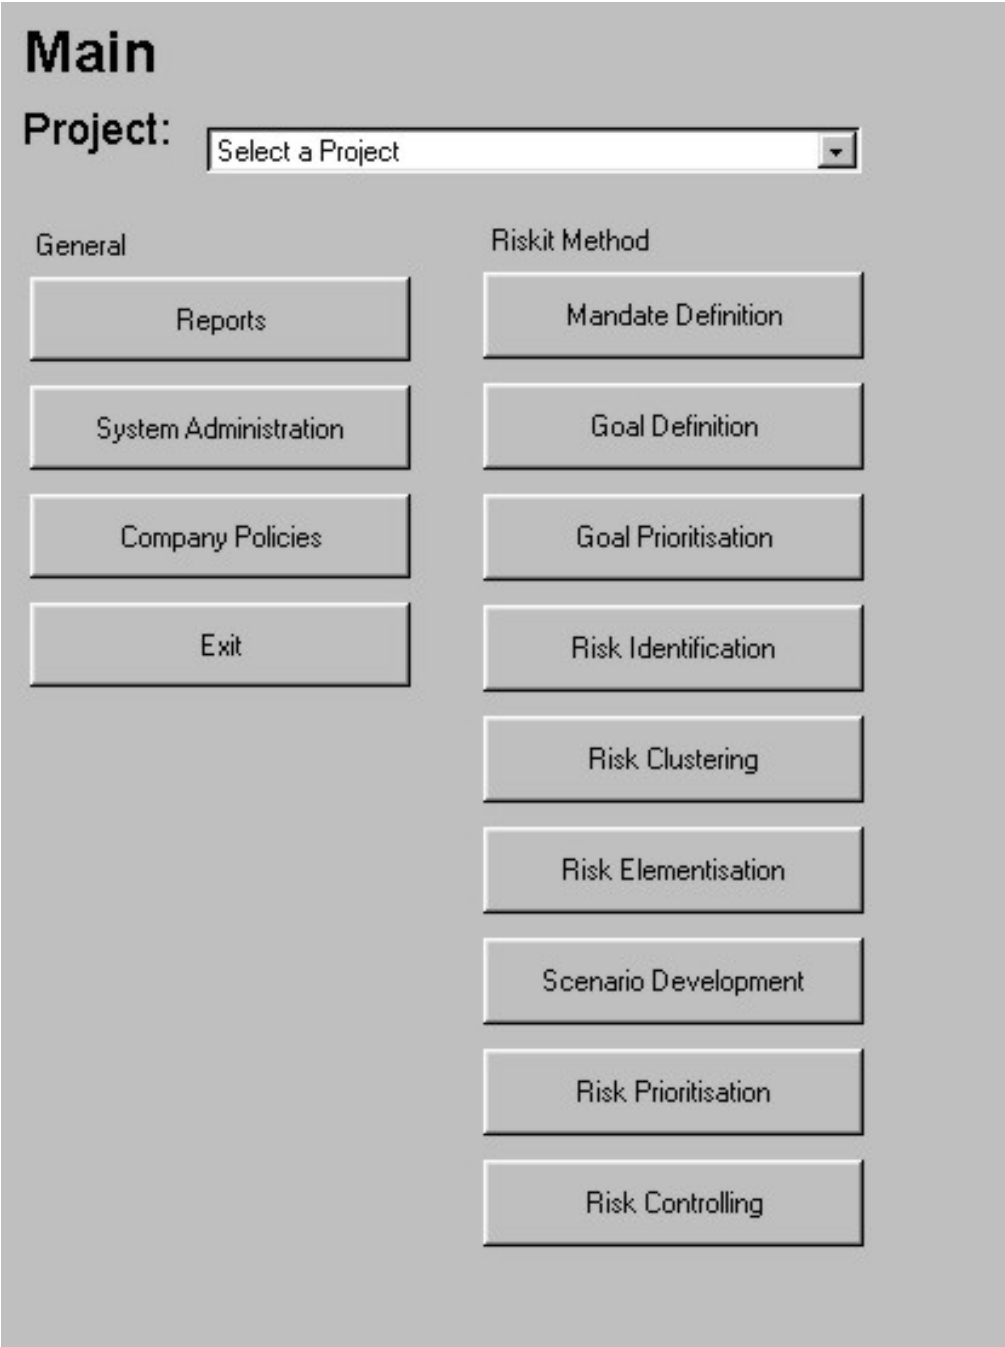 Main
Project:
Select a Project
General
Reports
System Administration
Company Policies
Exit
Riskit Method
Mandate Definition
Goal Definition
Goal Prioritisation
Risk Identification
Risk Clustering
Risk Elementisation
Scenario Development
Risk Prioritisation
Risk Controlling